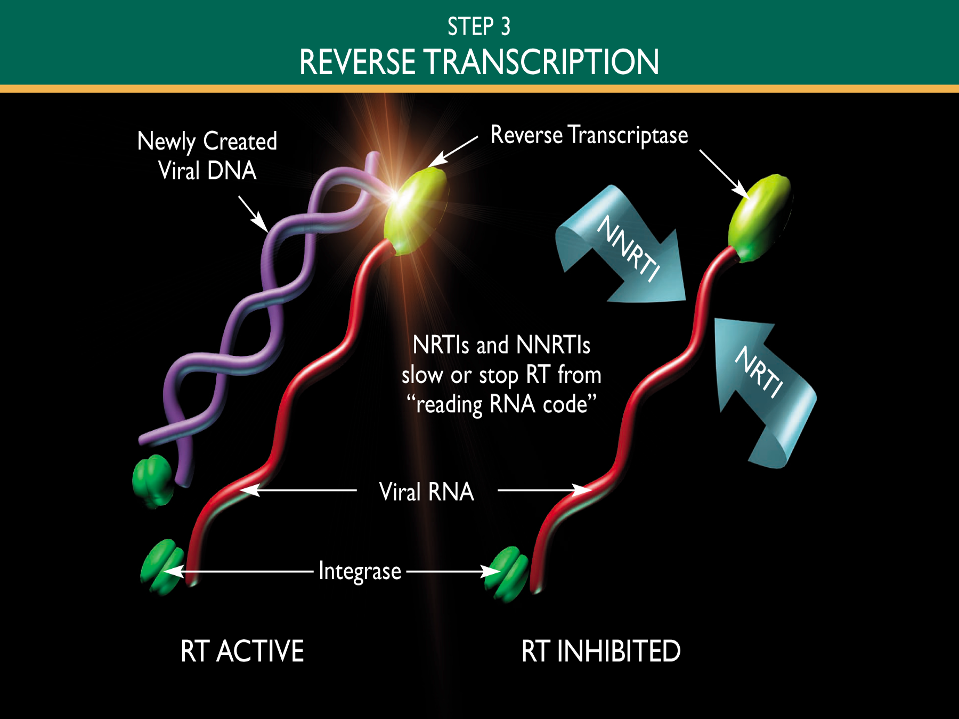 STEP 3
REVERSE TRANSCRIPTION
Newly Created
Viral DNA
Reverse Transcriptase
NNRTI
NRTIs and NNRTIs
slow or stop RT from
“reading RNA code”
NRTI
Viral RNA
Integrase
RT ACTIVE
RT INHIBITED